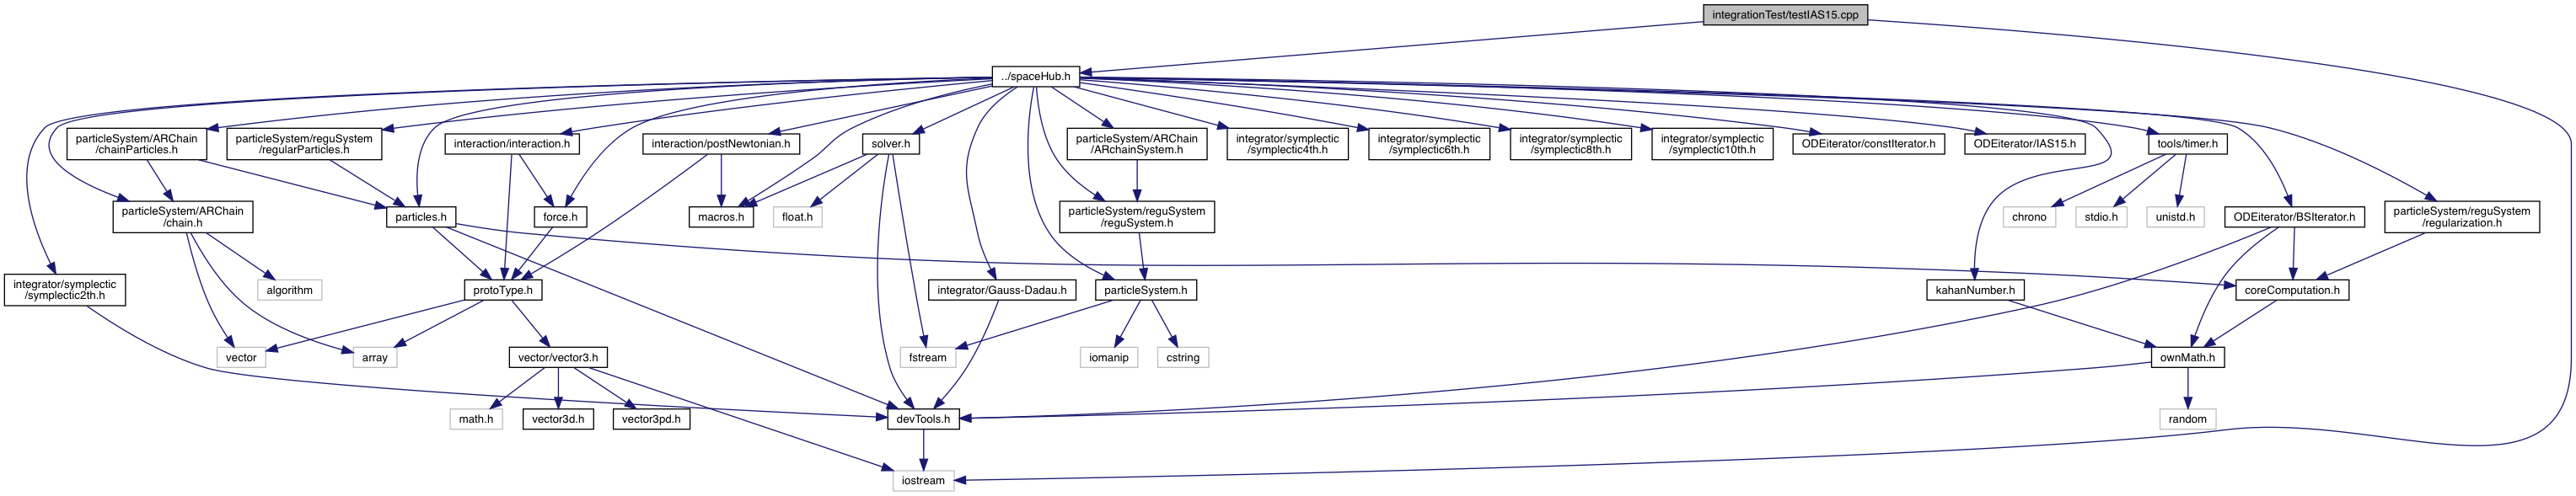 integrationTest/testIAS15.cpp
../spaceHub.h
particleSystem/ARChain
/chainParticles.h
particleSystem/reguSystem
/regularParticles.h
interaction/interaction.h
interaction/postNewtonian.h
solver.h
particleSystem/ARChain
/ARchainSystem.h
integrator/symplectic
/symplectic4th.h
integrator/symplectic
/symplectic6th.h
integrator/symplectic
/symplectic8th.h
integrator/symplectic
/symplectic10th.h
ODEiterator/constIterator.h
ODEiterator/IAS15.h
tools/timer.h
particleSystem/ARChain
/chain.h
particles.h
force.h
macros.h
float.h
particleSystem/reguSystem
/reguSystem.h
chrono
stdio.h
unistd.h
ODEiterator/BSIterator.h
particleSystem/reguSystem
/regularization.h
integrator/symplectic
/symplectic2th.h
algorithm
protoType.h
integrator/Gauss-Dadau.h
particleSystem.h
kahanNumber.h
coreComputation.h
vector
array
vector/vector3.h
fstream
iomanip
cstring
ownMath.h
math.h
vector3d.h
vector3pd.h
devTools.h
random
iostream